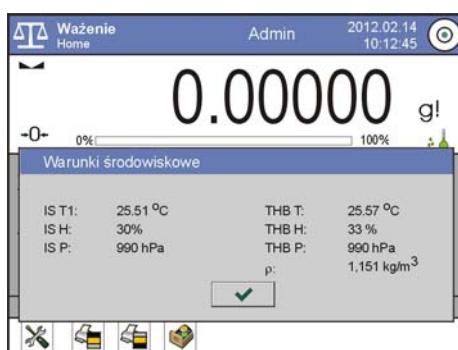 Ważenie Admin 2012.02.14
Home 10:12:45
0.00000 g!
-0- 0% 100%
Warunki środowiskowe
IS T1: 25.51 °C THB T: 25.57 °C
IS H: 30% THB H: 33 %
IS P: 990 hPa THB P: 990 hPa
ρ: 1,151 kg/m³